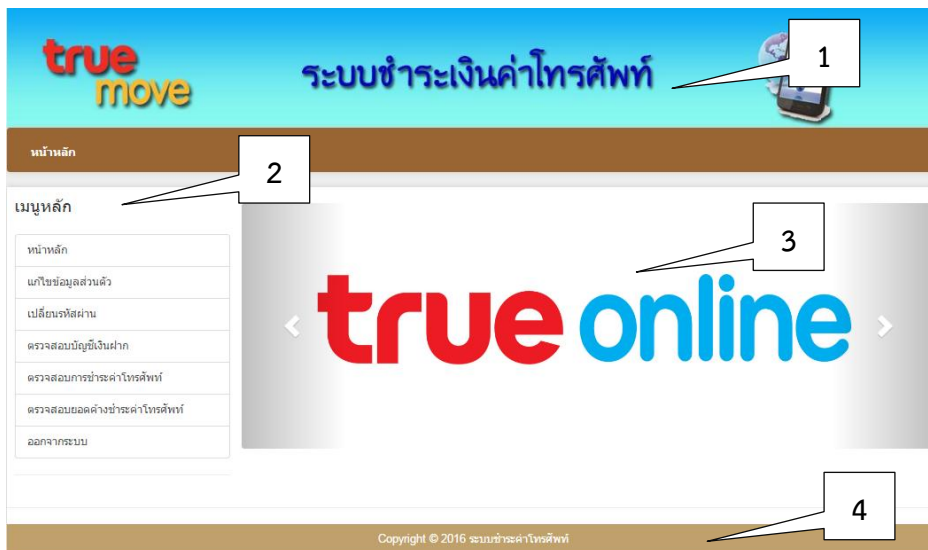 true
move
ระบบชำระเงินค่าโทรศัพท์
1
หน้าหลัก
2
เมนูหลัก
หน้าหลัก
แก้ไขข้อมูลส่วนตัว
เปลี่ยนรหัสผ่าน
ตรวจสอบบัญชีเงินฝาก
ตรวจสอบการชำระค่าโทรศัพท์
ตรวจสอบยอดค้างชำระค่าโทรศัพท์
ออกจากระบบ
3
true online
4
Copyright © 2016 ระบบชำระค่าโทรศัพท์